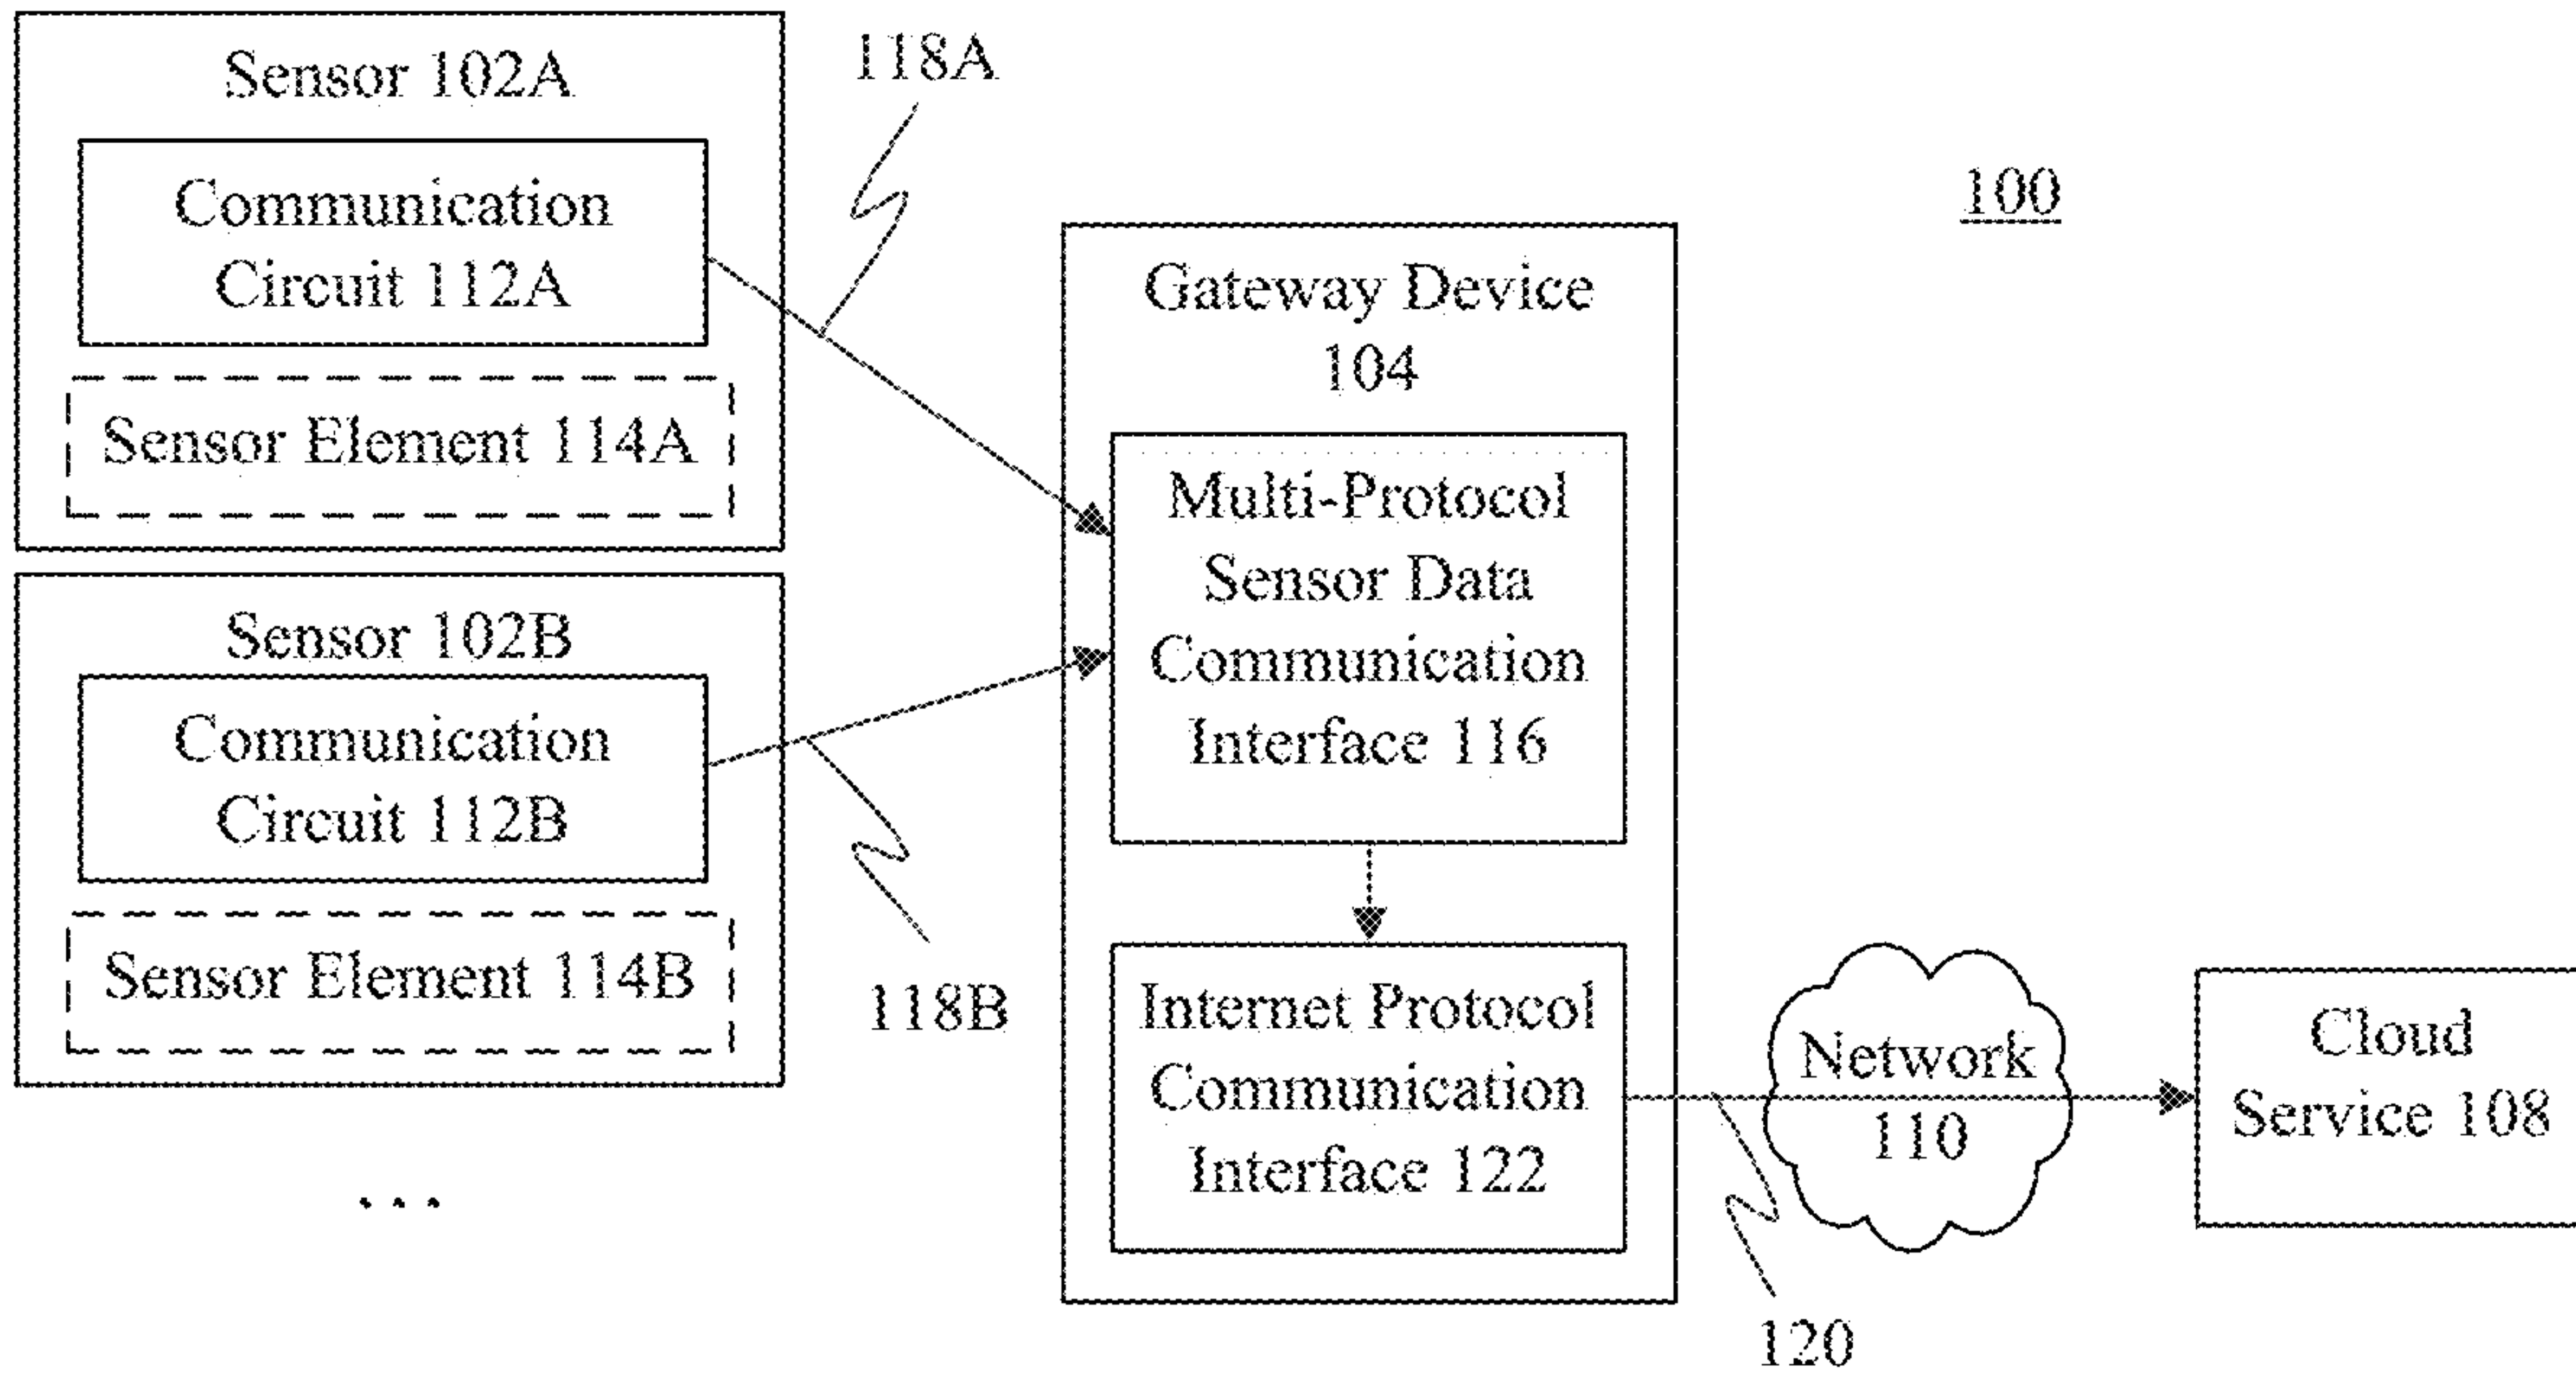 Sensor 102A
Communication
Circuit 112A
Sensor Element 114A
Sensor 102B
Communication
Circuit 112B
Sensor Element 114B
...
118A
118B
100
Gateway Device
104
Multi-Protocol
Sensor Data
Communication
Interface 116
Internet Protocol
Communication
Interface 122
Network
110
120
Cloud
Service 108